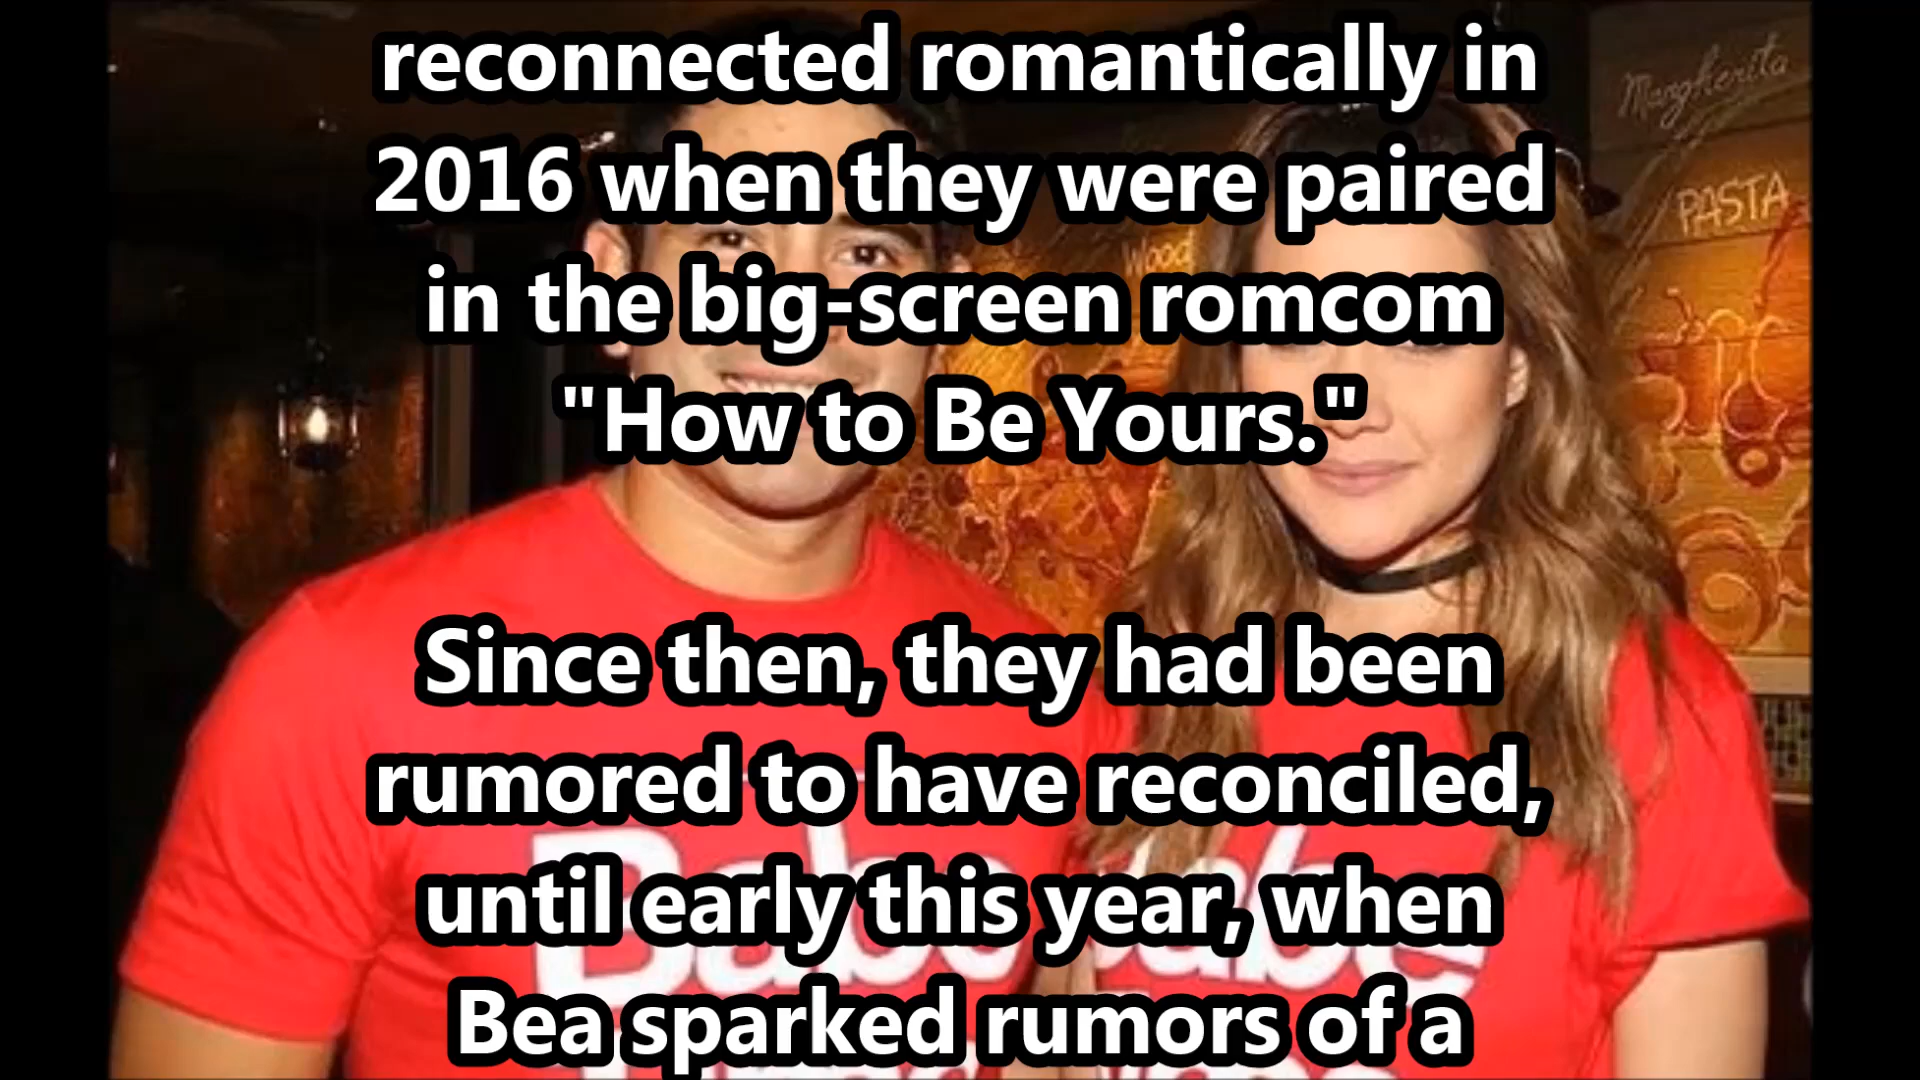 reconnected romantically in
2016 when they were paired
in the big-screen romcom
"How to Be Yours."
Since then, they had been
rumored to have reconciled,
until early this year, when
Bea sparked rumors of a
Margherita
PASTA
Wood
Babe
Babe